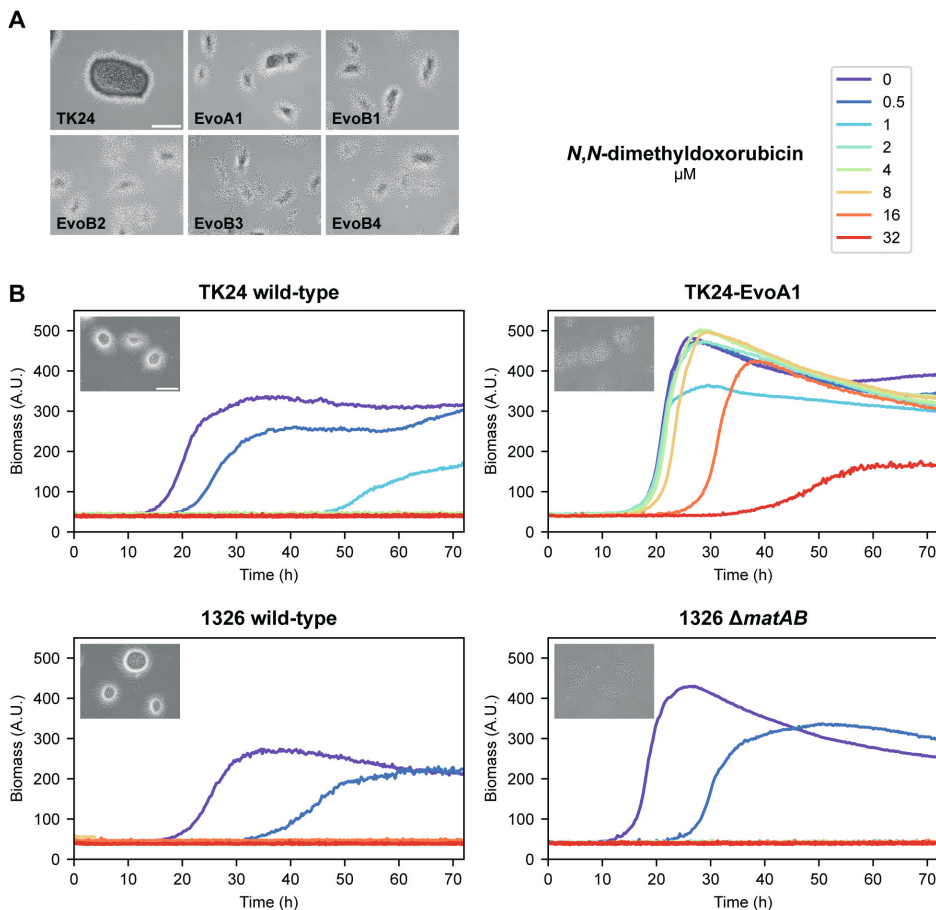 A
TK24
EvoA1
EvoB1
EvoB2
EvoB3
EvoB4
N,N-dimethyldoxorubicin
µM
0
0.5
1
2
4
8
16
32
B
TK24 wild-type
500
400
300
200
100
0
Biomass (A.U.)
0 10 20 30 40 50 60 70
Time (h)
TK24-EvoA1
500
400
300
200
100
0
Biomass (A.U.)
0 10 20 30 40 50 60 70
Time (h)
1326 wild-type
500
400
300
200
100
0
Biomass (A.U.)
0 10 20 30 40 50 60 70
Time (h)
1326 ΔmatAB
500
400
300
200
100
0
Biomass (A.U.)
0 10 20 30 40 50 60 70
Time (h)